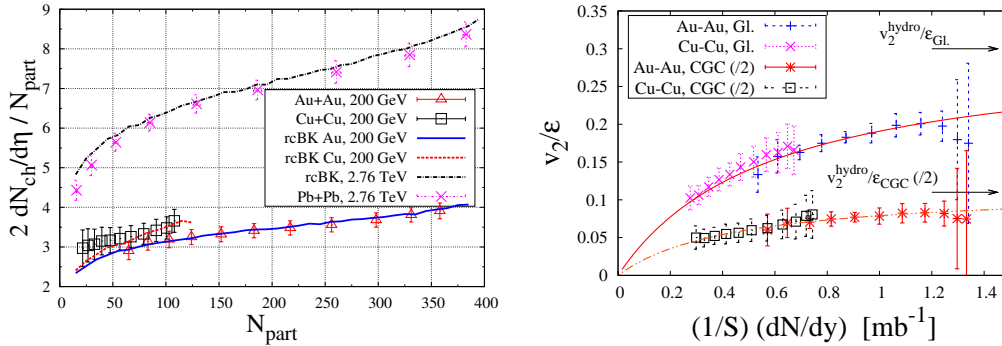 2 dN_ch/dη / N_part
9
8
7
6
5
4
3
2
Au+Au, 200 GeV
Cu+Cu, 200 GeV
rcBK Au, 200 GeV
rcBK Cu, 200 GeV
rcBK, 2.76 TeV
Pb+Pb, 2.76 TeV
0 50 100 150 200 250 300 350 400
N_part
v_2/ε
0.35
0.3
0.25
0.2
0.15
0.1
0.05
0
Au-Au, Gl.
Cu-Cu, Gl.
Au-Au, CGC (/2)
Cu-Cu, CGC (/2)
v_2^hydro/ε_Gl.
v_2^hydro/ε_CGC (/2)
0 0.2 0.4 0.6 0.8 1 1.2 1.4
(1/S) (dN/dy) [mb^-1]